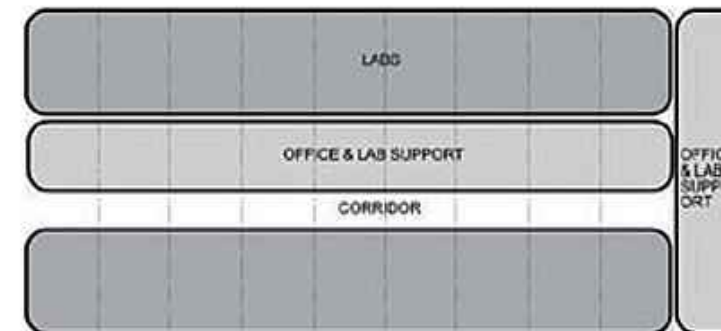 LABS
OFFICE & LAB SUPPORT
CORRIDOR
OFFIC
& LAB
SUPP
ORT